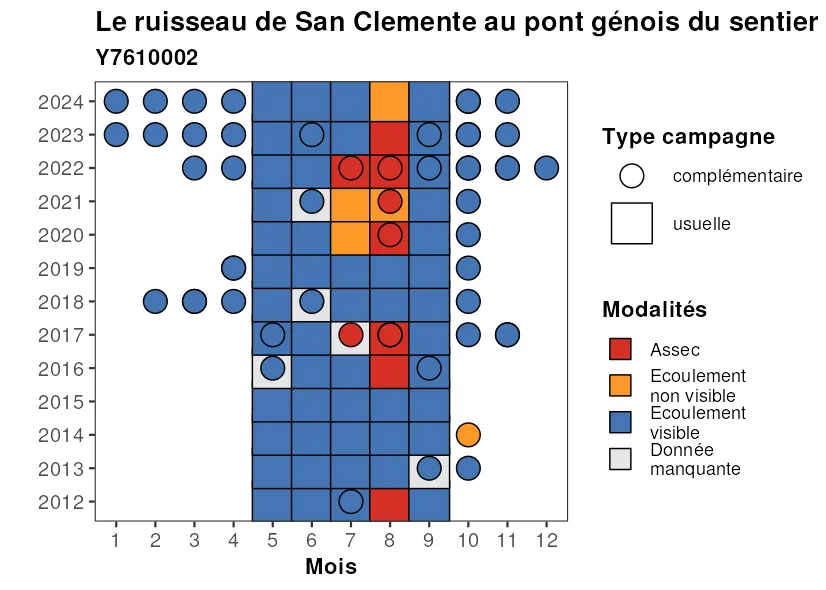 Le ruisseau de San Clemente au pont génois du sentier
Y7610002
2024
2023
2022
2021
2020
2019
2018
2017
2016
2015
2014
2013
2012
1 2 3 4 5 6 7 8 9 10 11 12
Mois
Type campagne
complémentaire
usuelle
Modalités
Assec
Ecoulement
non visible
Ecoulement
visible
Donnée
manquante